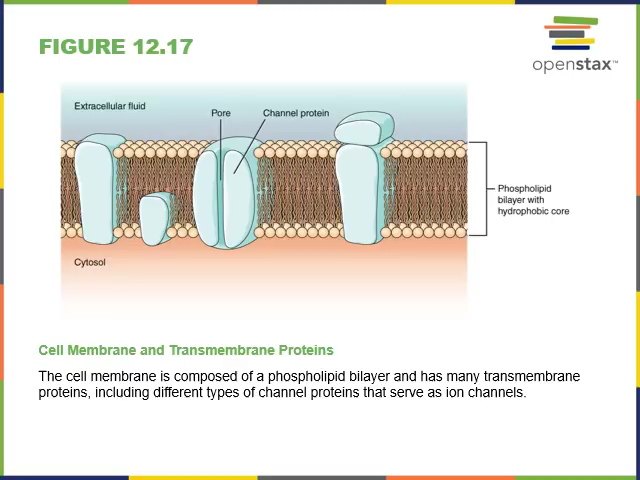 FIGURE 12.17
openstax™
Extracellular fluid
Pore
Channel protein
Phospholipid
bilayer with
hydrophobic core
Cytosol
Cell Membrane and Transmembrane Proteins
The cell membrane is composed of a phospholipid bilayer and has many transmembrane
proteins, including different types of channel proteins that serve as ion channels.